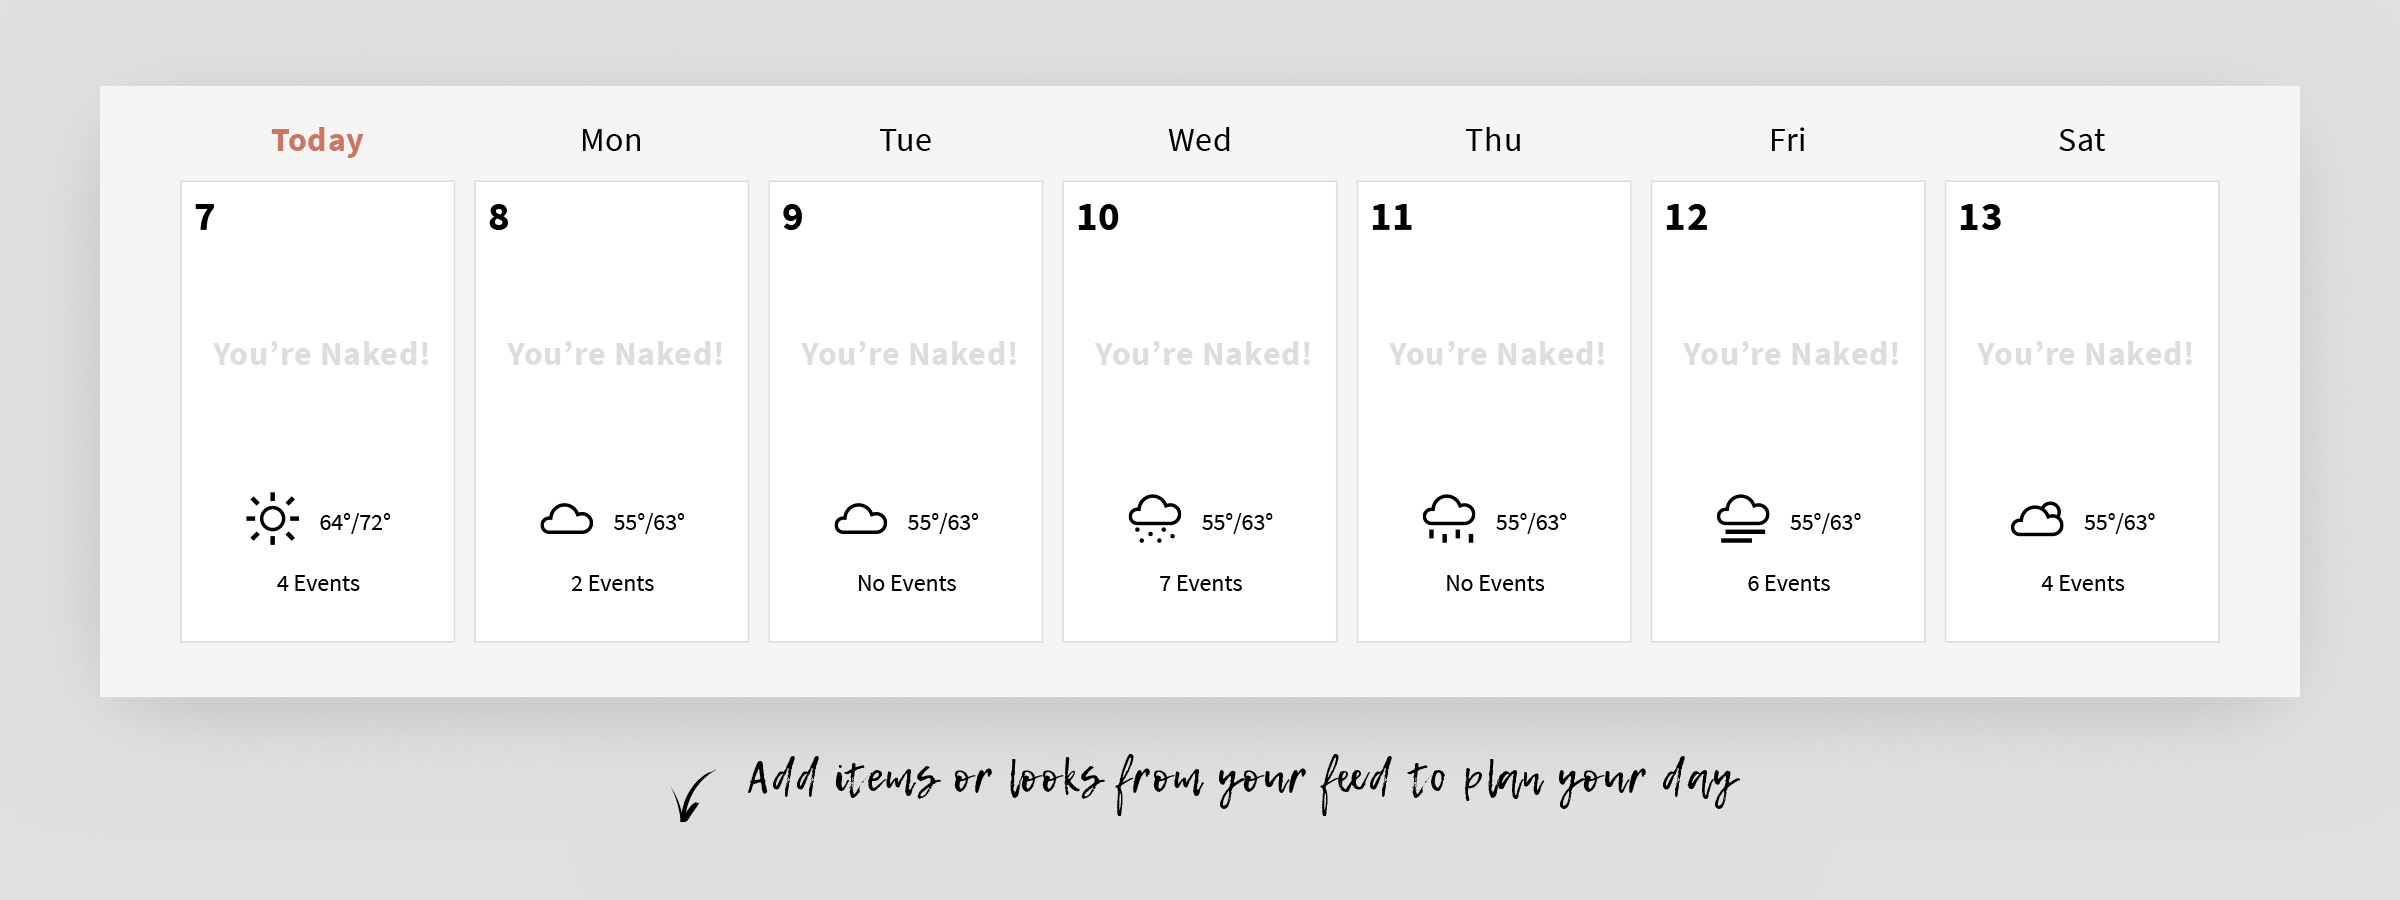 Today Mon Tue Wed Thu Fri Sat
7 8 9 10 11 12 13
You’re Naked! You’re Naked! You’re Naked! You’re Naked! You’re Naked! You’re Naked! You’re Naked!
64°/72° 55°/63° 55°/63° 55°/63° 55°/63° 55°/63° 55°/63°
4 Events 2 Events No Events 7 Events No Events 6 Events 4 Events
Add items or looks from your feed to plan your day